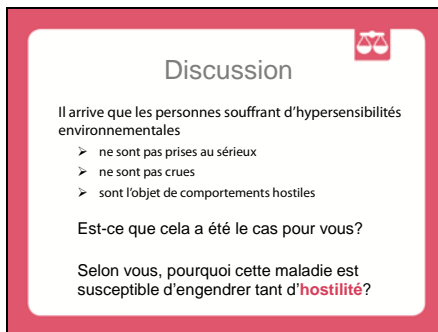 Discussion
Il arrive que les personnes souffrant d’hypersensibilités
environnementales
➢ ne sont pas prises au sérieux
➢ ne sont pas crues
➢ sont l’objet de comportements hostiles
Est-ce que cela a été le cas pour vous?
Selon vous, pourquoi cette maladie est
susceptible d’engendrer tant d’hostilité?